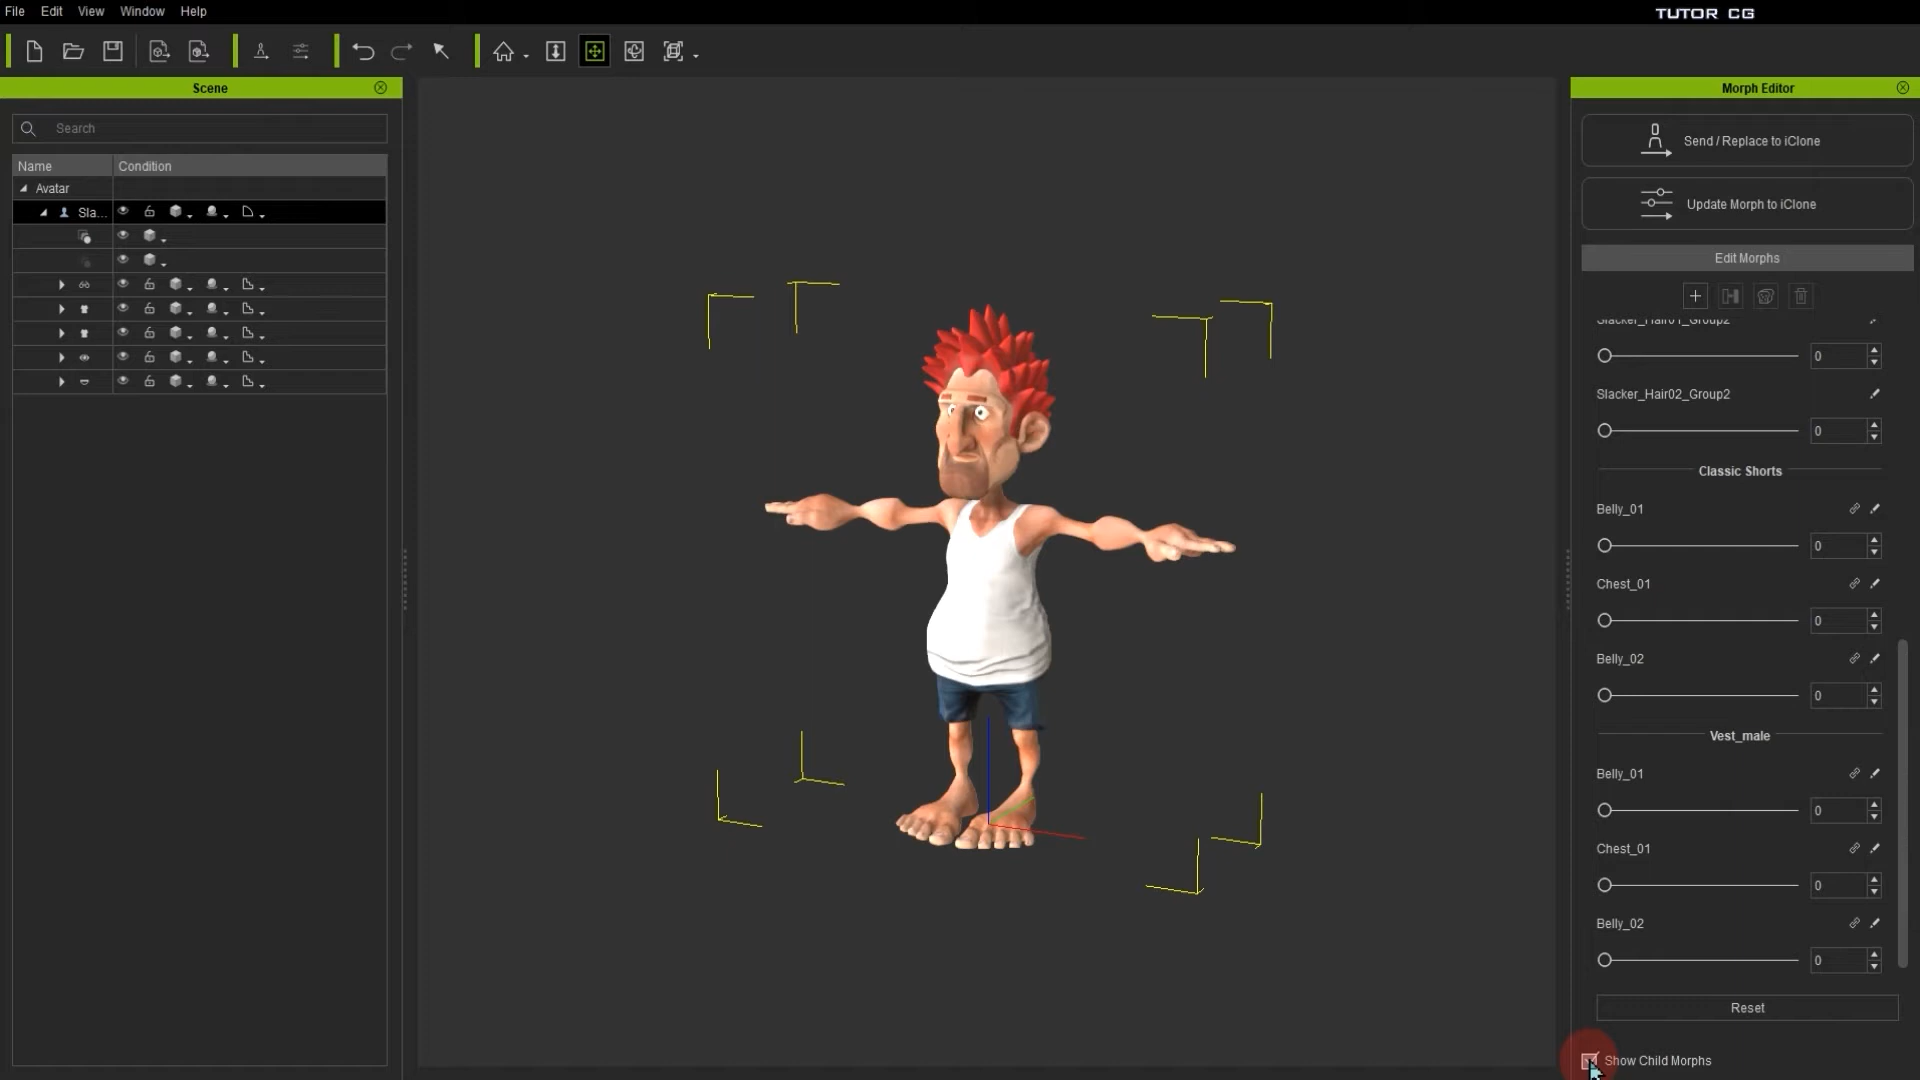 File Edit View Window Help
TUTOR CG
Scene
Morph Editor
Search
Name Condition
Avatar
Sla...
Send / Replace to iClone
Update Morph to iClone
Edit Morphs
Slacker_Hair01_Group2
0
Slacker_Hair02_Group2
0
Classic Shorts
Belly_01
0
Chest_01
0
Belly_02
0
Vest_male
Belly_01
0
Chest_01
0
Belly_02
0
Reset
Show Child Morphs